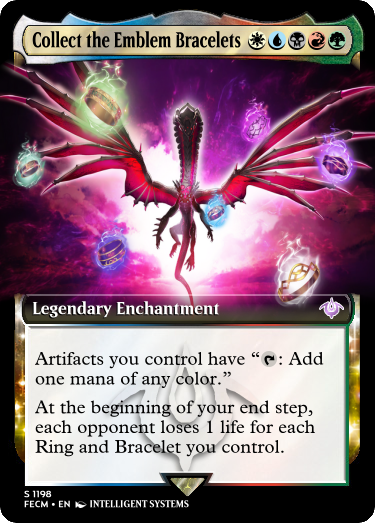 Collect the Emblem Bracelets
Legendary Enchantment
Artifacts you control have “: Add
one mana of any color.”
At the beginning of your end step,
each opponent loses 1 life for each
Ring and Bracelet you control.
S 1198
FECM • EN INTELLIGENT SYSTEMS